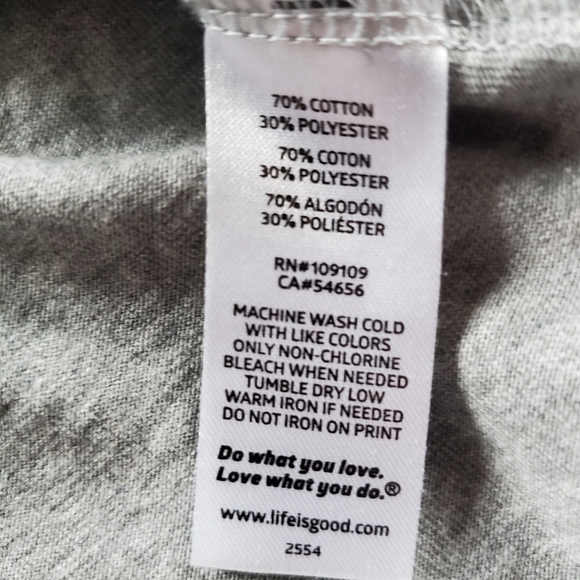 70% COTTON
30% POLYESTER
70% COTON
30% POLYESTER
70% ALGODÓN
30% POLIÉSTER
RN#109109
CA#54656
MACHINE WASH COLD
WITH LIKE COLORS
ONLY NON-CHLORINE
BLEACH WHEN NEEDED
TUMBLE DRY LOW
WARM IRON IF NEEDED
DO NOT IRON ON PRINT
Do what you love.
Love what you do.®
www.lifeisgood.com
2554